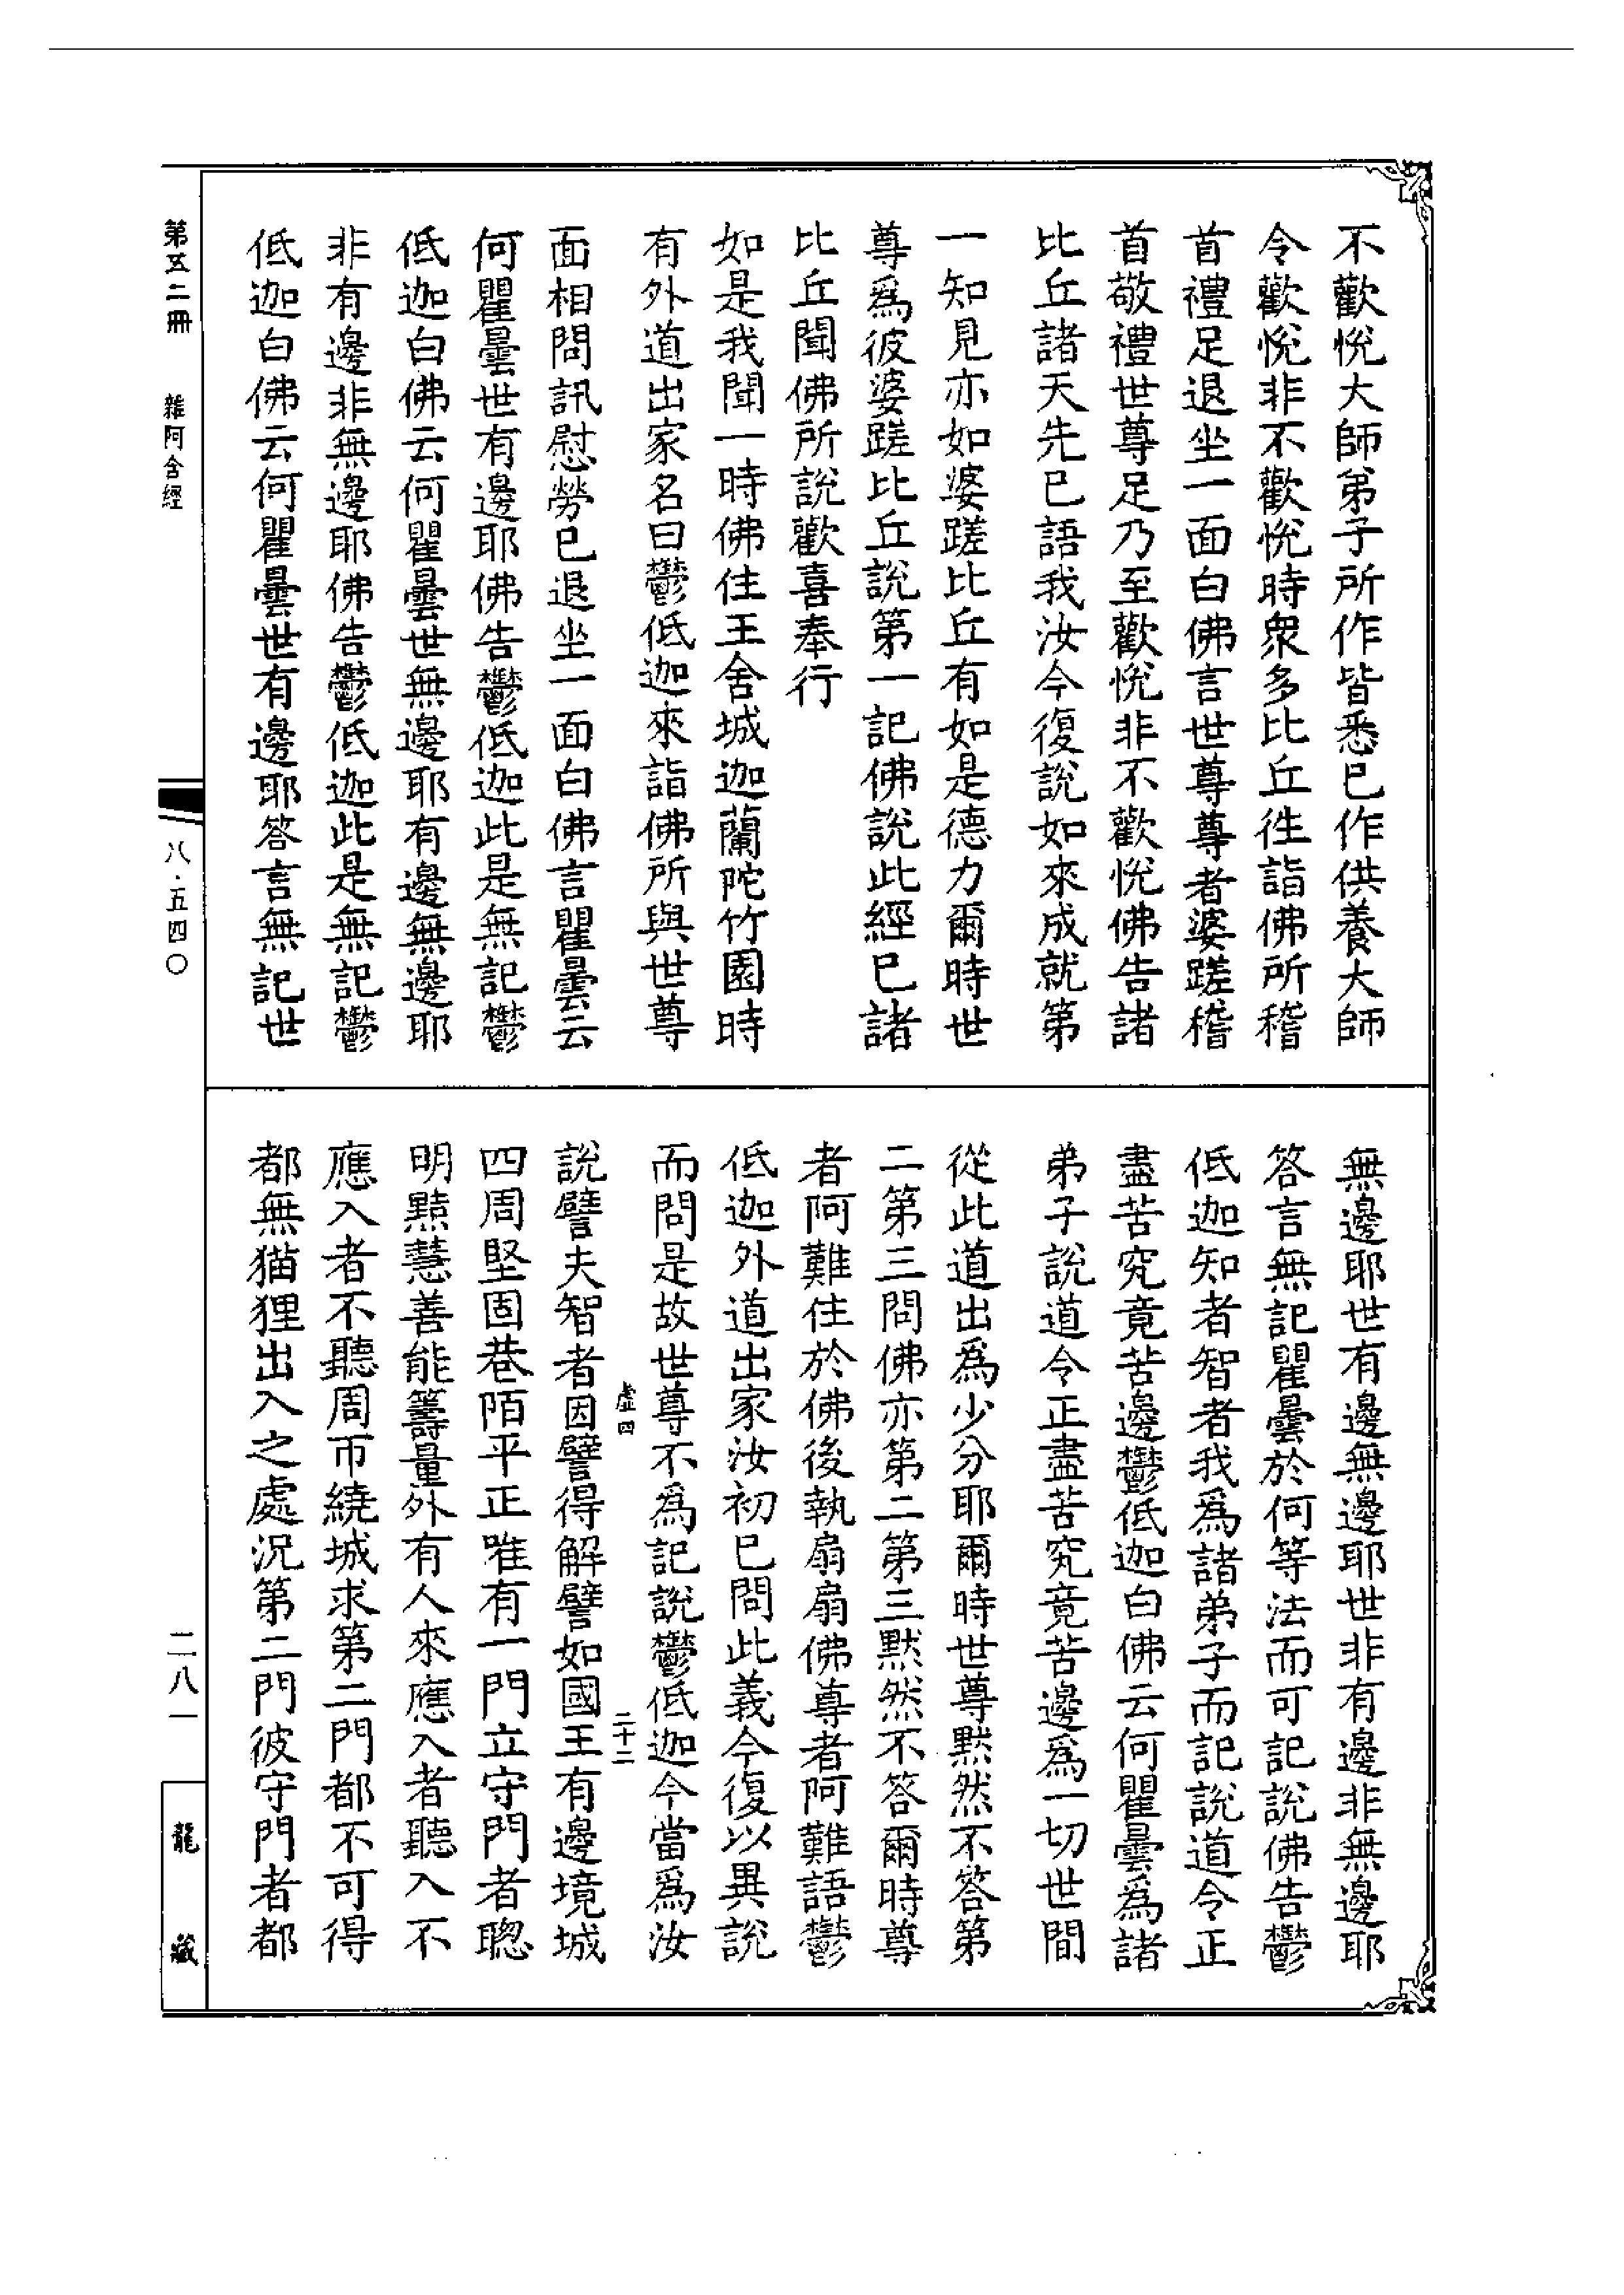 不歡悅大師弟子所作皆悉已作供養大師
令歡悅非不歡悅時衆多比丘徃詣佛所稽
首禮足退坐一面白佛言世尊尊者婆蹉稽
首敬禮世尊足乃至歡悅非不歡悅佛告諸
比丘諸天先已語我汝今復說如來成就第
一知見亦如婆蹉比丘有如是德力爾時世
尊爲彼婆蹉比丘說第一記佛說此經已諸
比丘聞佛所說歡喜奉行
如是我聞一時佛住王舍城迦蘭陀竹園時
有外道出家名曰鬱低迦來詣佛所與世尊
面相問訊慰勞已退坐一面白佛言瞿曇云
何瞿曇世有邊耶佛告鬱低迦此是無記鬱
低迦白佛云何瞿曇世無邊耶有邊無邊耶
非有邊非無邊耶佛告鬱低迦此是無記鬱
低迦白佛云何瞿曇世有邊耶答言無記世
無邊耶世有邊無邊耶世非有邊非無邊耶
答言無記瞿曇於何等法而可記說佛告鬱
低迦知者智者我爲諸弟子而記說道令正
盡苦究竟苦邊鬱低迦白佛云何瞿曇爲諸
弟子說道令正盡苦究竟苦邊爲一切世間
從此道出爲少分耶爾時世尊默然不答第
二第三問佛亦第二第三默然不答爾時尊
者阿難住於佛後執扇扇佛尊者阿難語鬱
低迦外道出家汝初已問此義今復以異說
而問是故世尊不爲記說鬱低迦今當爲汝
虛四 二十二
說譬夫智者因譬得解譬如國王有邊境城
四周堅固巷陌平正唯有一門立守門者聰
明黠慧善能籌量外有人來應入者聽入不
應入者不聽周帀繞城求第二門都不可得
都無猫狸出入之處況第二門彼守門者都
第五二冊 雜阿含經
八·五四〇
二八一
龍藏